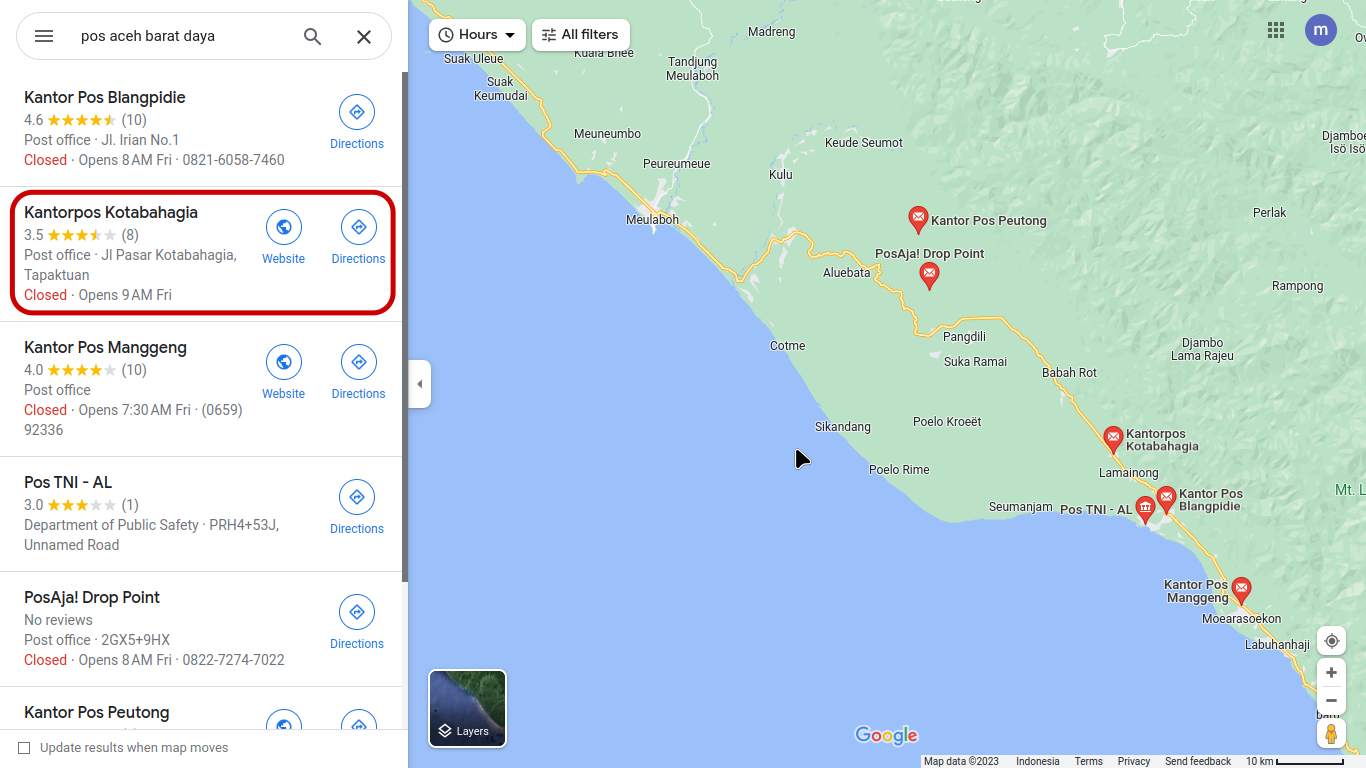 pos aceh barat daya
Kantor Pos Blangpidie
4.6 (10)
Post office · Jl. Irian No.1
Closed · Opens 8 AM Fri · 0821-6058-7460
Directions
Kantorpos Kotabahagia
3.5 (8)
Post office · Jl Pasar Kotabahagia,
Tapaktuan
Closed · Opens 9 AM Fri
Website
Directions
Kantor Pos Manggeng
4.0 (10)
Post office
Closed · Opens 7:30 AM Fri · (0659)
92336
Website
Directions
Pos TNI - AL
3.0 (1)
Department of Public Safety · PRH4+53J,
Unnamed Road
Directions
PosAja! Drop Point
No reviews
Post office · 2GX5+9HX
Closed · Opens 8 AM Fri · 0822-7274-7022
Directions
Kantor Pos Peutong
Update results when map moves
Hours
All filters
m
Madreng
Kuala Bhee
Suak Uleue
Tandjung
Meulaboh
Suak
Keumudai
Meuneumbo
Keude Seumot
Peureumeue
Kulu
Meulaboh
Kantor Pos Peutong
Perlak
PosAja! Drop Point
Aluebata
Rampong
Djamboe
Isö Isö
Pangdili
Cotme
Suka Ramai
Djambo
Lama Rajeu
Babah Rot
Sikandang
Poelo Kroeët
Kantorpos
Kotabahagia
Poelo Rime
Lamainong
Seumanjam
Pos TNI - AL
Kantor Pos
Blangpidie
Mt. L
Kantor Pos
Manggeng
Moearasoekon
Labuhanhaji
Layers
Google
Map data ©2023
Indonesia
Terms
Privacy
Send feedback
10 km